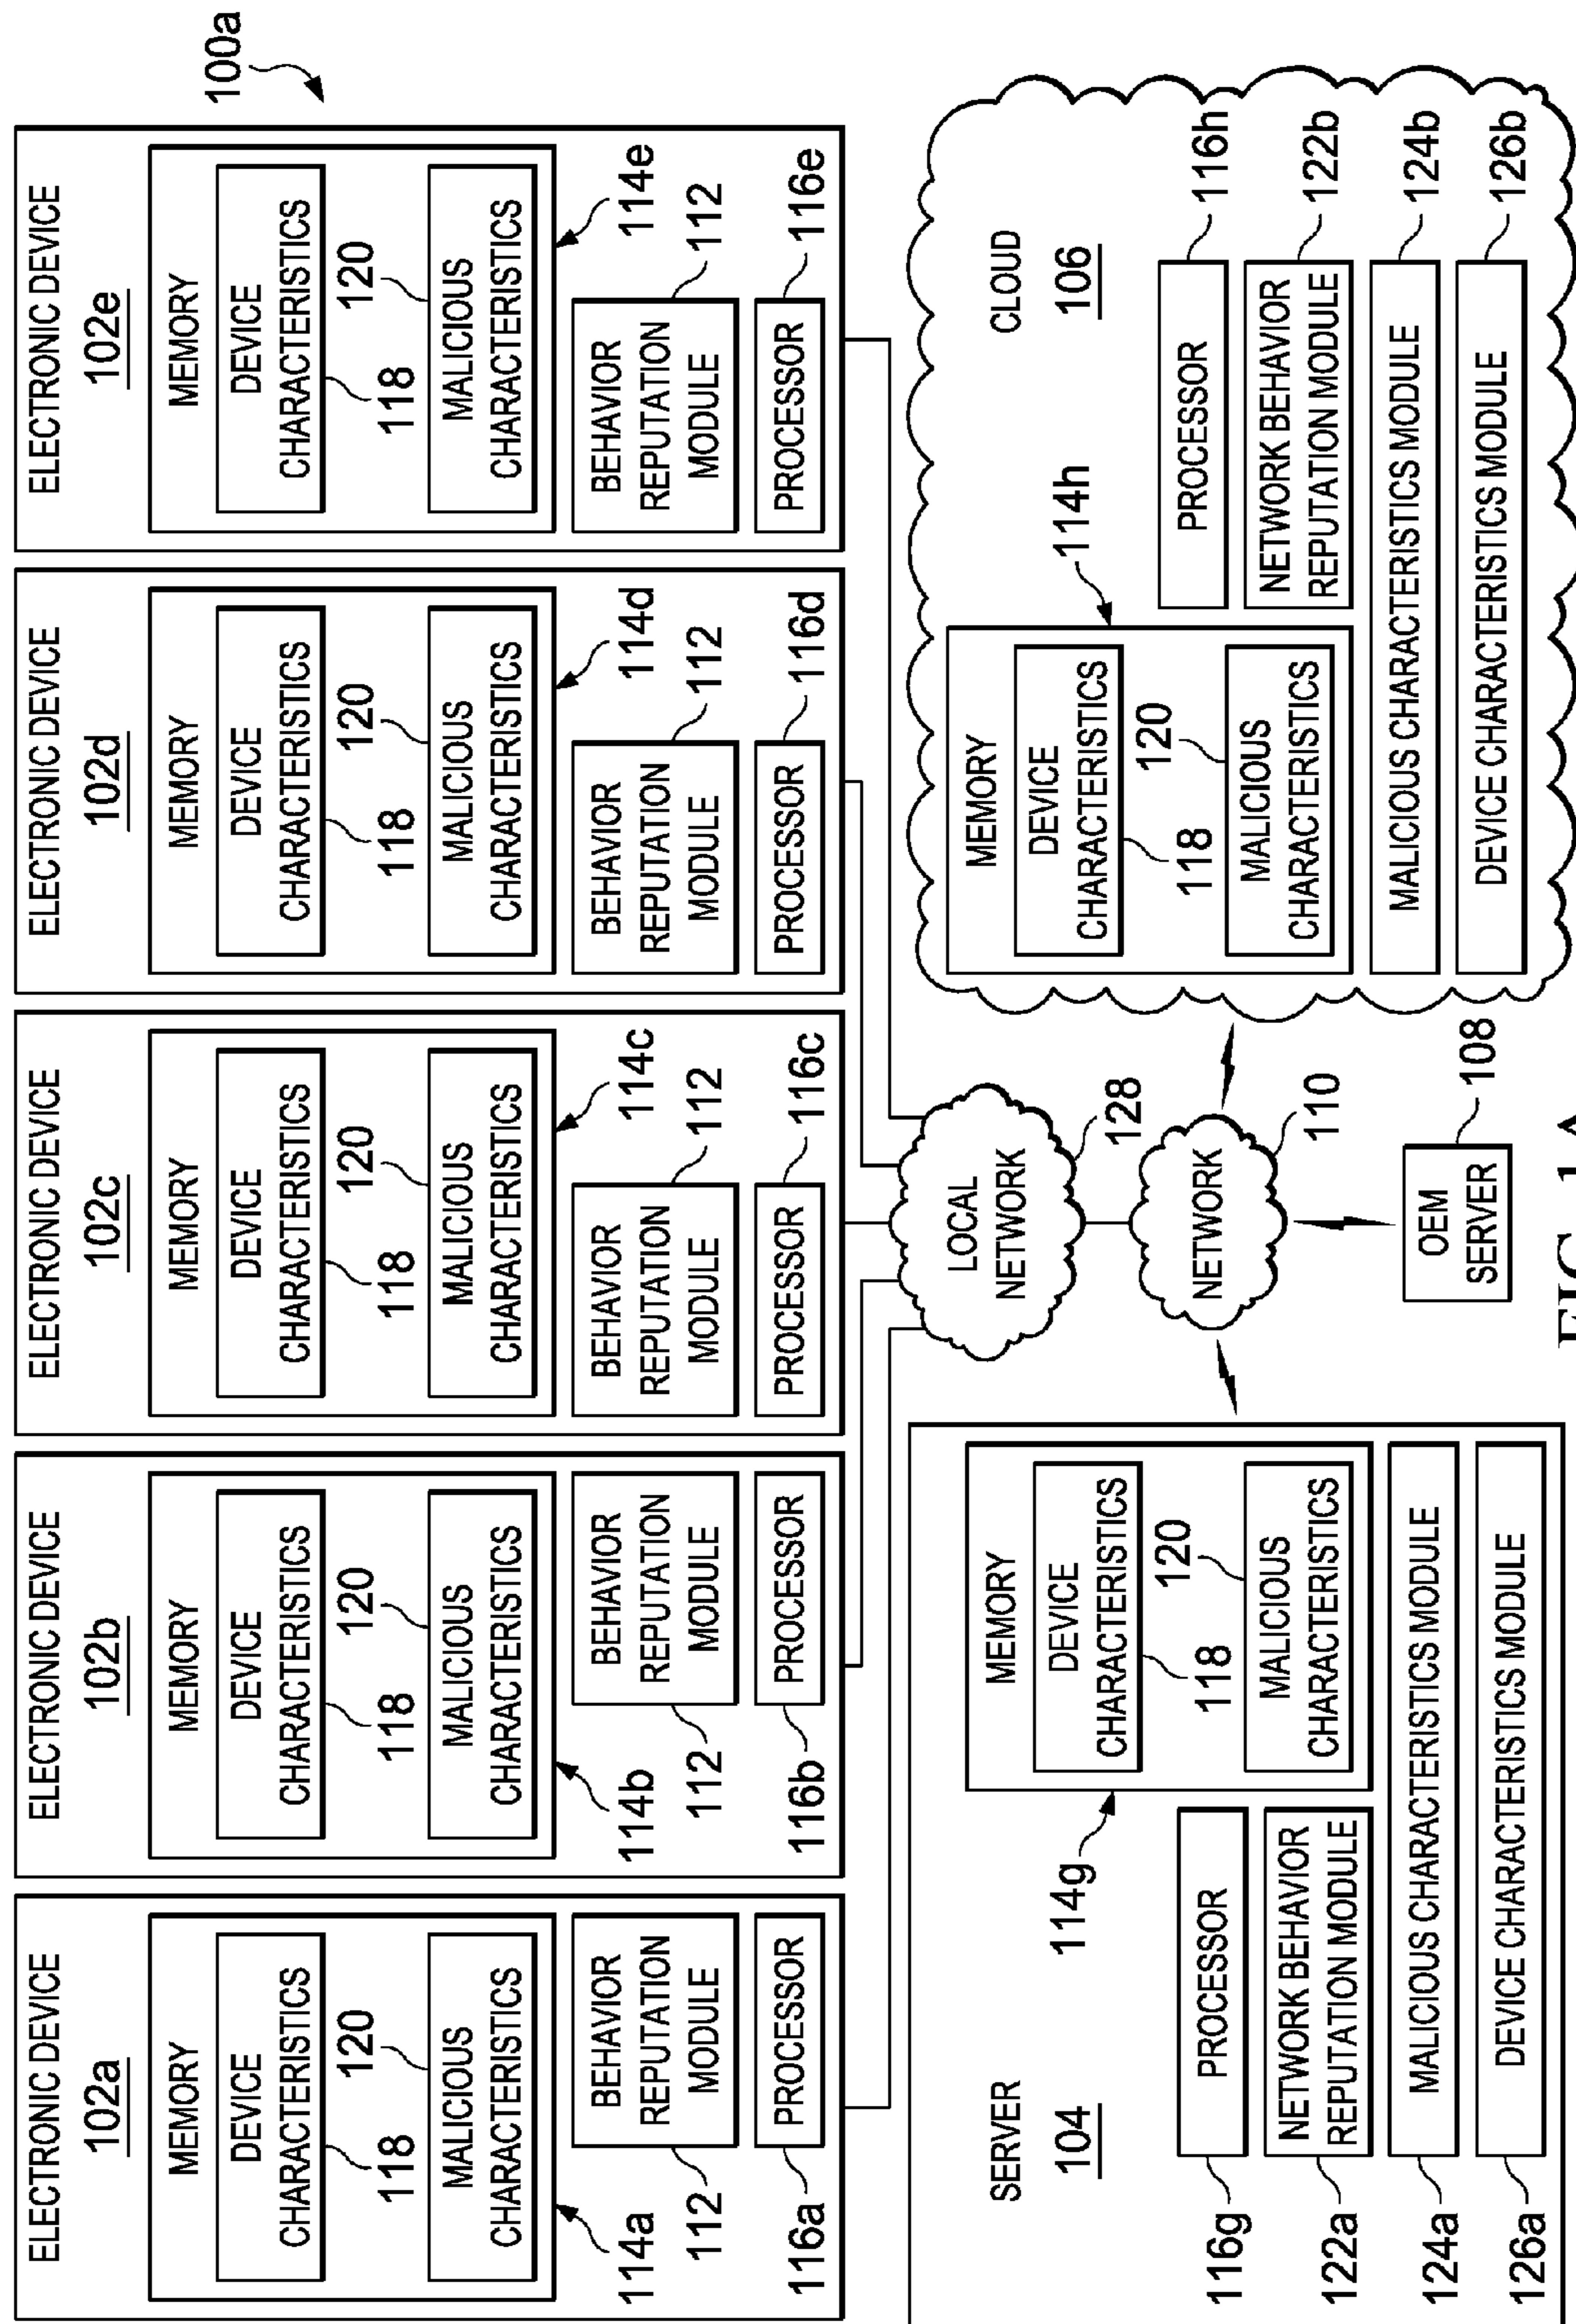 100a
ELECTRONIC DEVICE
102a
MEMORY
DEVICE
CHARACTERISTICS
118
120
MALICIOUS
CHARACTERISTICS
114a
BEHAVIOR
REPUTATION
MODULE
112
PROCESSOR
116a
ELECTRONIC DEVICE
102b
MEMORY
DEVICE
CHARACTERISTICS
118
120
MALICIOUS
CHARACTERISTICS
114b
BEHAVIOR
REPUTATION
MODULE
112
PROCESSOR
116b
ELECTRONIC DEVICE
102c
MEMORY
DEVICE
CHARACTERISTICS
118
120
MALICIOUS
CHARACTERISTICS
114c
BEHAVIOR
REPUTATION
MODULE
112
PROCESSOR
116c
ELECTRONIC DEVICE
102d
MEMORY
DEVICE
CHARACTERISTICS
118
120
MALICIOUS
CHARACTERISTICS
114d
BEHAVIOR
REPUTATION
MODULE
112
PROCESSOR
116d
ELECTRONIC DEVICE
102e
MEMORY
DEVICE
CHARACTERISTICS
118
120
MALICIOUS
CHARACTERISTICS
114e
BEHAVIOR
REPUTATION
MODULE
112
PROCESSOR
116e
SERVER
104
MEMORY
DEVICE
CHARACTERISTICS
118
120
MALICIOUS
CHARACTERISTICS
114g
PROCESSOR
116g
NETWORK BEHAVIOR
REPUTATION MODULE
122a
MALICIOUS CHARACTERISTICS MODULE
124a
DEVICE CHARACTERISTICS MODULE
126a
LOCAL
NETWORK
128
NETWORK
110
OEM
SERVER
108
CLOUD
106
MEMORY
DEVICE
CHARACTERISTICS
118
120
MALICIOUS
CHARACTERISTICS
114h
PROCESSOR
116h
NETWORK BEHAVIOR
REPUTATION MODULE
122b
MALICIOUS CHARACTERISTICS MODULE
124b
DEVICE CHARACTERISTICS MODULE
126b
FIG. 1A